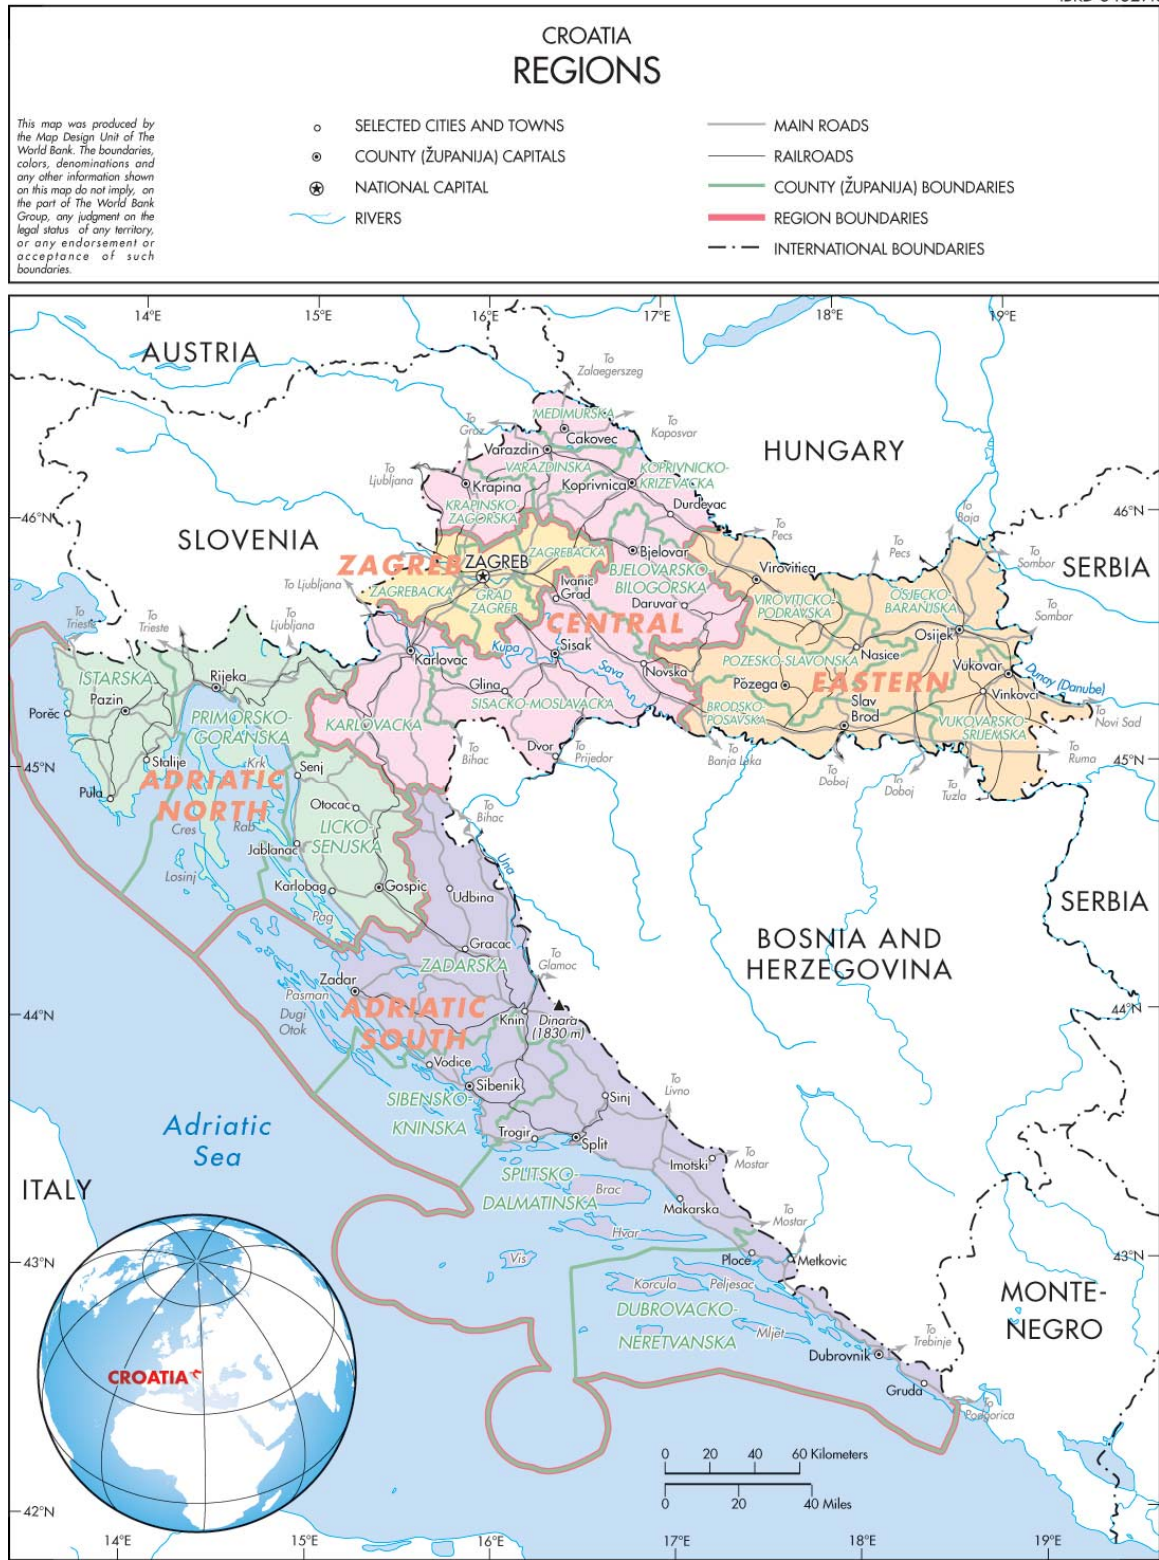 CROATIA
REGIONS
This map was produced by
the Map Design Unit of The
World Bank. The boundaries,
colors, denominations and
any other information shown
on this map do not imply, on
the part of The World Bank
Group, any judgment on the
legal status of any territory,
or any endorsement or
acceptance of such
boundaries.
SELECTED CITIES AND TOWNS
COUNTY (ŽUPANIJA) CAPITALS
NATIONAL CAPITAL
RIVERS
MAIN ROADS
RAILROADS
COUNTY (ŽUPANIJA) BOUNDARIES
REGION BOUNDARIES
INTERNATIONAL BOUNDARIES
14°E
15°E
16°E
17°E
18°E
19°E
AUSTRIA
To
Zalaegerszeg
MEDIMURSKA
To
Graz
Cakovec
To
Kaposvar
HUNGARY
Varazdin
VARAZDINSKA
KOPRIVNICKO-
KRIZEVACKA
To
Ljubljana
Krapina
Koprivnica
KRAPINSKO-
ZAGORSKA
Durdevac
46°N
46°N
To
Baja
SLOVENIA
To
Pecs
To
Pecs
To
Sombor
SERBIA
ZAGREB
ZAGREB
ZAGREBACKA
Bjelovar
BJELOVARSKO-
BILOGORSKA
Virovitica
To Ljubljana
ZAGREBACKA
GRAD
ZAGREB
Ivanic
Grad
Daruvar
VIROVITICKO-
PODRAVSKA
OSJECKO-
BARANJSKA
To
Trieste
To
Trieste
To
Ljubljana
CENTRAL
To
Sombor
Osijek
Kupa
Sisak
Karlovac
Sava
Novska
POZESKO-SLAVONSKA
Nasice
Vukovar
Dunav (Danube)
ISTARSKA
Rijeka
Pazin
Glina
Pŏzega
EASTERN
Vinkovci
Poreč
PRIMORSKO-
GORANSKA
KARLOVACKA
SISACKO-MOSLAVACKA
BRODSKO-
POSAVSKA
Slav
Brod
VUKOVARSKO-
SRIJEMSKA
To
Novi Sad
Dvor
To
Prijedor
To
Bihac
To
Banja Luka
To
Doboj
To
Doboj
To
Tuzla
To
Ruma
45°N
45°N
Stalije
Krk
Senj
Pula
ADRIATIC
NORTH
Otocac
Cres
Rab
LICKO-
SENJSKA
Jablanac
To
Bihac
Una
Losinj
Karlobag
Gospic
Udbina
Pag
SERBIA
BOSNIA AND
HERZEGOVINA
Gracac
ZADARSKA
To
Glamoc
Zadar
Pasman
Dugi
Otok
ADRIATIC
SOUTH
Knin
Dinara
(1830 m)
44°N
44°N
Vodice
Sibenik
SIBENSKO-
KNINSKA
Sinj
To
Livno
Adriatic
Sea
Trogir
Split
Imotski
To
Mostar
ITALY
SPLITSKO-
DALMATINSKA
Brac
Makarska
To
Mostar
Hvar
Vis
Ploce
Metkovic
43°N
43°N
Korcula
Peljesac
MONTE-
NEGRO
DUBROVACKO-
NERETVANSKA
Mljet
To
Trebinje
Dubrovnik
Gruda
To
Podgorica
CROATIA
0 20 40 60 Kilometers
0 20 40 Miles
42°N
14°E
15°E
16°E
17°E
18°E
19°E